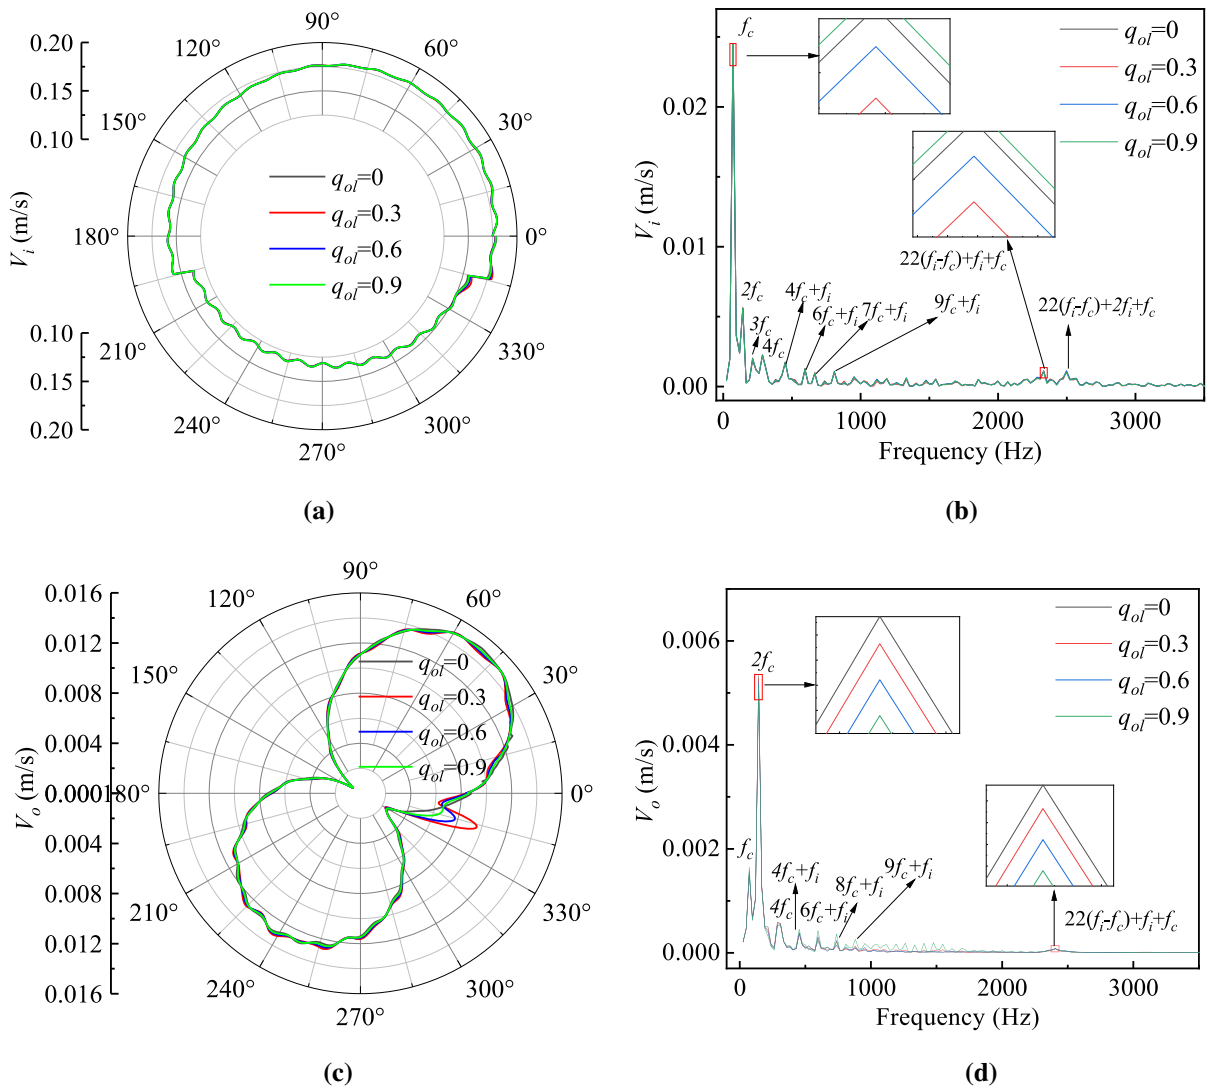 90°
120°
60°
150°
30°
180°
0°
210°
330°
240°
300°
270°
0.20
0.15
0.10
0.10
0.15
0.20
V_i (m/s)
q_ol=0
q_ol=0.3
q_ol=0.6
q_ol=0.9
(a)
f_c
q_ol=0
q_ol=0.3
q_ol=0.6
q_ol=0.9
0.02
0.01
0.00
V_i (m/s)
22(f_i-f_c)+f_i+f_c
2f_c
3f_c
4f_c
4f_c+f_i
6f_c+f_i
7f_c+f_i
9f_c+f_i
22(f_i-f_c)+2f_i+f_c
0
1000
2000
3000
Frequency (Hz)
(b)
90°
120°
60°
150°
30°
180°
0°
210°
330°
240°
300°
270°
0.016
0.012
0.008
0.004
0.000
0.004
0.008
0.012
0.016
V_o (m/s)
q_ol=0
q_ol=0.3
q_ol=0.6
q_ol=0.9
(c)
q_ol=0
q_ol=0.3
q_ol=0.6
q_ol=0.9
0.006
0.004
0.002
0.000
V_o (m/s)
2f_c
f_c
4f_c+f_i
4f_c
6f_c+f_i
8f_c+f_i
9f_c+f_i
22(f_i-f_c)+f_i+f_c
0
1000
2000
3000
Frequency (Hz)
(d)